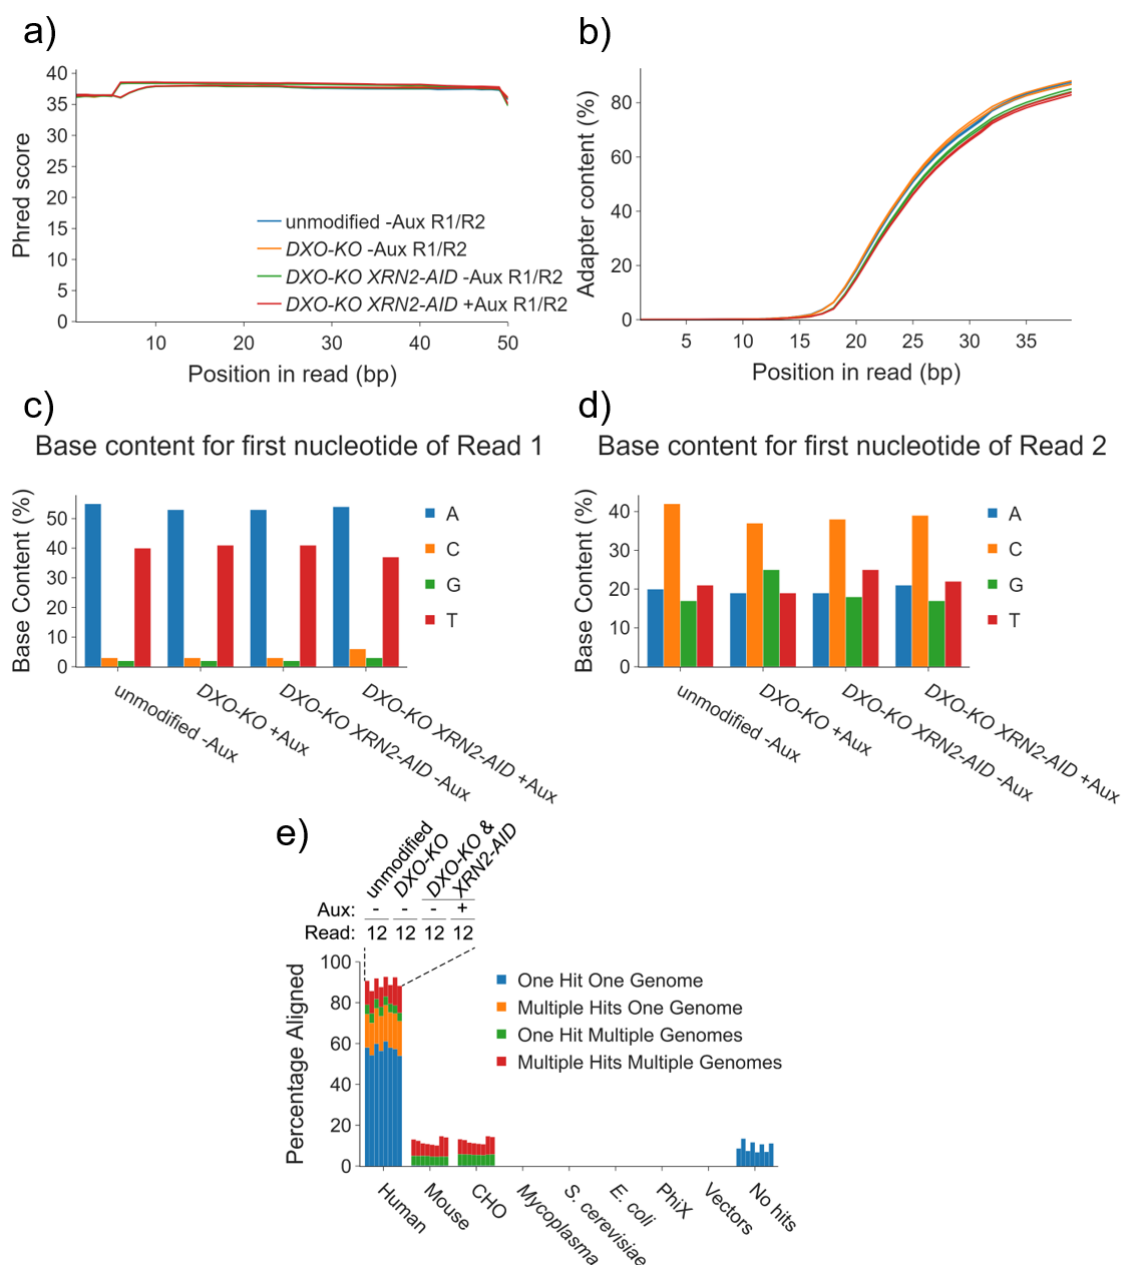 a)
40
35
30
25
20
15
10
5
0
Phred score
unmodified -Aux R1/R2
DXO-KO -Aux R1/R2
DXO-KO XRN2-AID -Aux R1/R2
DXO-KO XRN2-AID +Aux R1/R2
10 20 30 40 50
Position in read (bp)
b)
80
60
40
20
0
Adapter content (%)
5 10 15 20 25 30 35
Position in read (bp)
c)
Base content for first nucleotide of Read 1
50
40
30
20
10
0
Base Content (%)
A
C
G
T
unmodified -Aux
DXO-KO +Aux
DXO-KO XRN2-AID -Aux
DXO-KO XRN2-AID +Aux
d)
Base content for first nucleotide of Read 2
40
30
20
10
0
Base Content (%)
A
C
G
T
unmodified -Aux
DXO-KO +Aux
DXO-KO XRN2-AID -Aux
DXO-KO XRN2-AID +Aux
e)
unmodified
DXO-KO
DXO-KO &
XRN2-AID
Aux: - - - +
Read: 12 12 12 12
100
80
60
40
20
0
Percentage Aligned
One Hit One Genome
Multiple Hits One Genome
One Hit Multiple Genomes
Multiple Hits Multiple Genomes
Human
Mouse
CHO
Mycoplasma
S. cerevisiae
E. coli
PhiX
Vectors
No hits